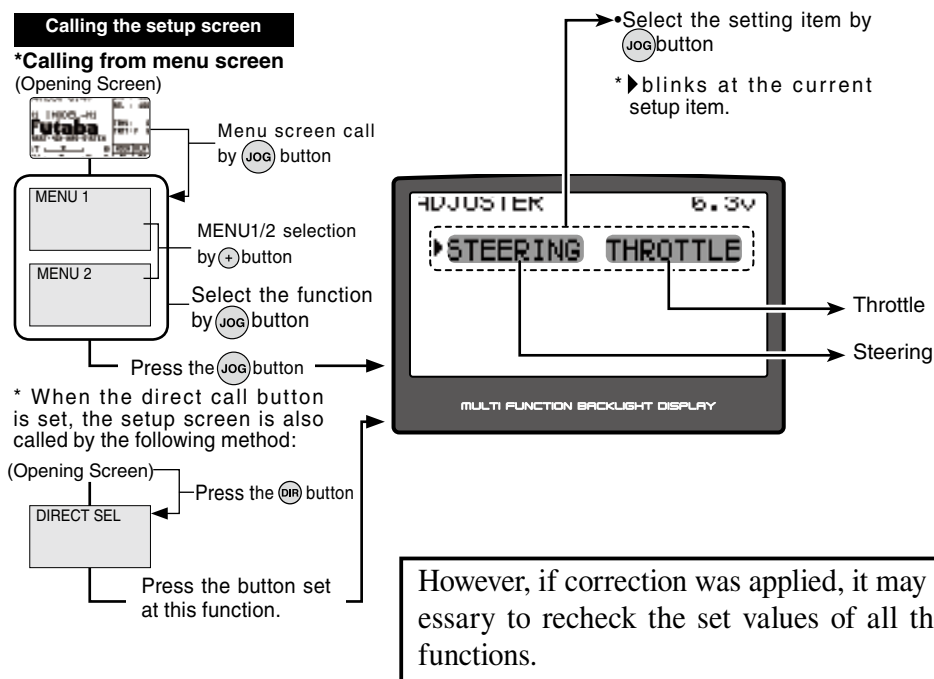 Calling the setup screen
*Calling from menu screen
(Opening Screen)
Futaba
Menu screen call
by JOG button
MENU 1
MENU1/2 selection
by + button
MENU 2
Select the function
by JOG button
Press the JOG button
* When the direct call button
is set, the setup screen is also
called by the following method:
(Opening Screen)
Press the DIR button
DIRECT SEL
Press the button set
at this function.
•Select the setting item by
JOG button
* blinks at the current
setup item.
ADJUSTER 6.3V
STEERING THROTTLE
Throttle
Steering
MULTI FUNCTION BACKLIGHT DISPLAY
However, if correction was applied, it may
essary to recheck the set values of all th
functions.